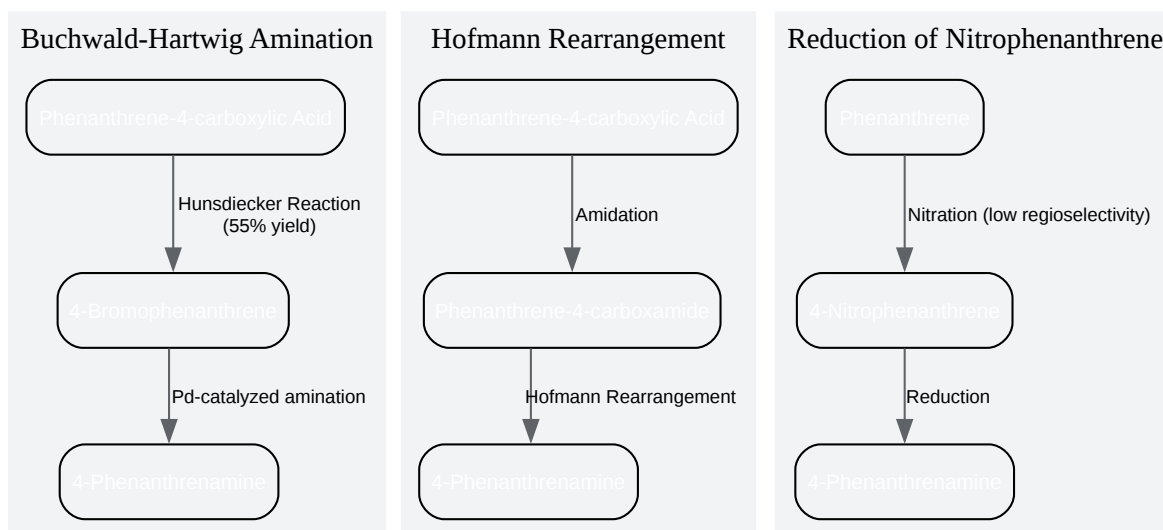 Buchwald-Hartwig Amination
Phenanthrene-4-carboxylic Acid
Hunsdiecker Reaction
(55% yield)
4-Bromophenanthrene
Pd-catalyzed amination
4-Phenanthrenamine
Hofmann Rearrangement
Phenanthrene-4-carboxylic Acid
Amidation
Phenanthrene-4-carboxamide
Hofmann Rearrangement
4-Phenanthrenamine
Reduction of Nitrophenanthrene
Phenanthrene
Nitration (low regioselectivity)
4-Nitrophenanthrene
Reduction
4-Phenanthrenamine